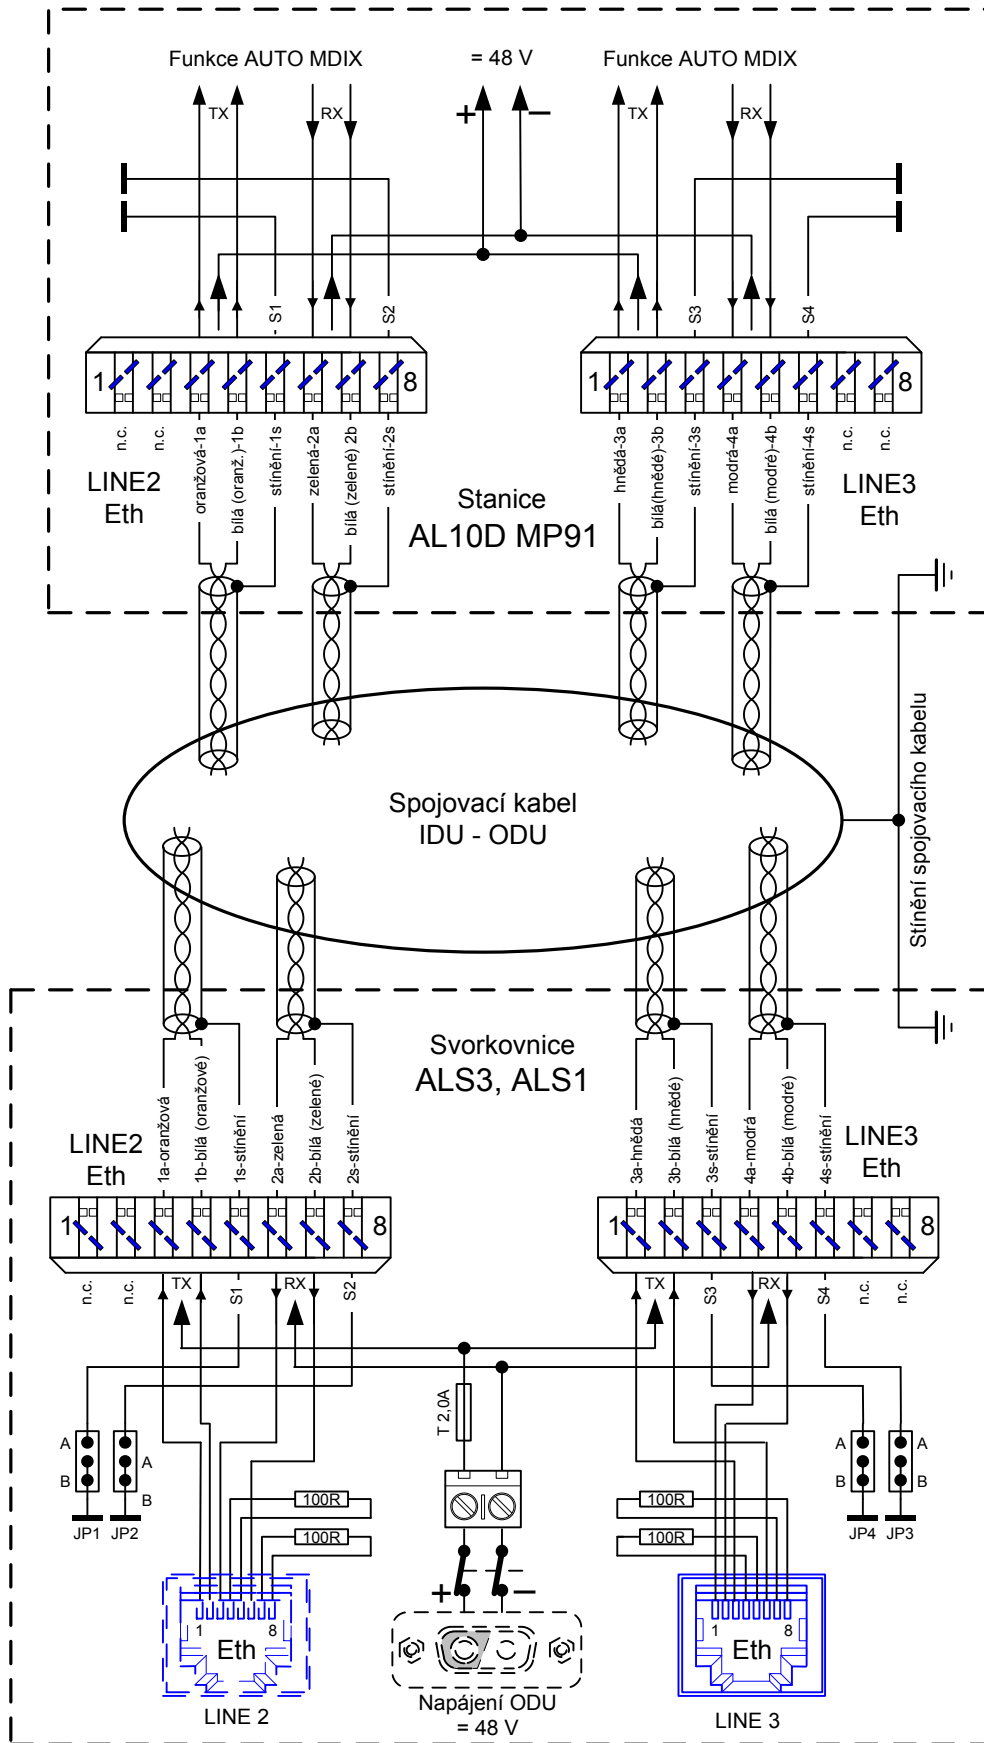 Funkce AUTO MDIX
= 48 V
Funkce AUTO MDIX
TX
RX
+
–
TX
RX
S1
S2
S3
S4
1
8
1
8
n.c.
n.c.
oranžová-1a
bílá (oranž.)-1b
stínění-1s
zelená-2a
bílá (zelené) 2b
stínění-2s
hnědá-3a
bílá(hnědé)-3b
stínění-3s
modrá-4a
bílá (modré)-4b
stínění-4s
n.c.
n.c.
LINE2
Eth
Stanice
AL10D MP91
LINE3
Eth
Spojovací kabel
IDU - ODU
Stínění spojovacího kabelu
Svorkovnice
ALS3, ALS1
LINE2
Eth
LINE3
Eth
1a-oranžová
1b-bílá (oranžové)
1s-stínění
2a-zelená
2b-bílá (zelené)
2s-stínění
3a-hnědá
3b-bílá (hnědé)
3s-stínění
4a-modrá
4b-bílá (modré)
4s-stínění
1
8
1
8
n.c.
n.c.
TX
S1
RX
S2
TX
S3
RX
S4
n.c.
n.c.
T 2,0A
A
B
JP1
A
B
JP2
A
B
JP4
A
B
JP3
100R
100R
100R
100R
+
–
1
8
Eth
LINE 2
Napájení ODU
= 48 V
1
8
Eth
LINE 3